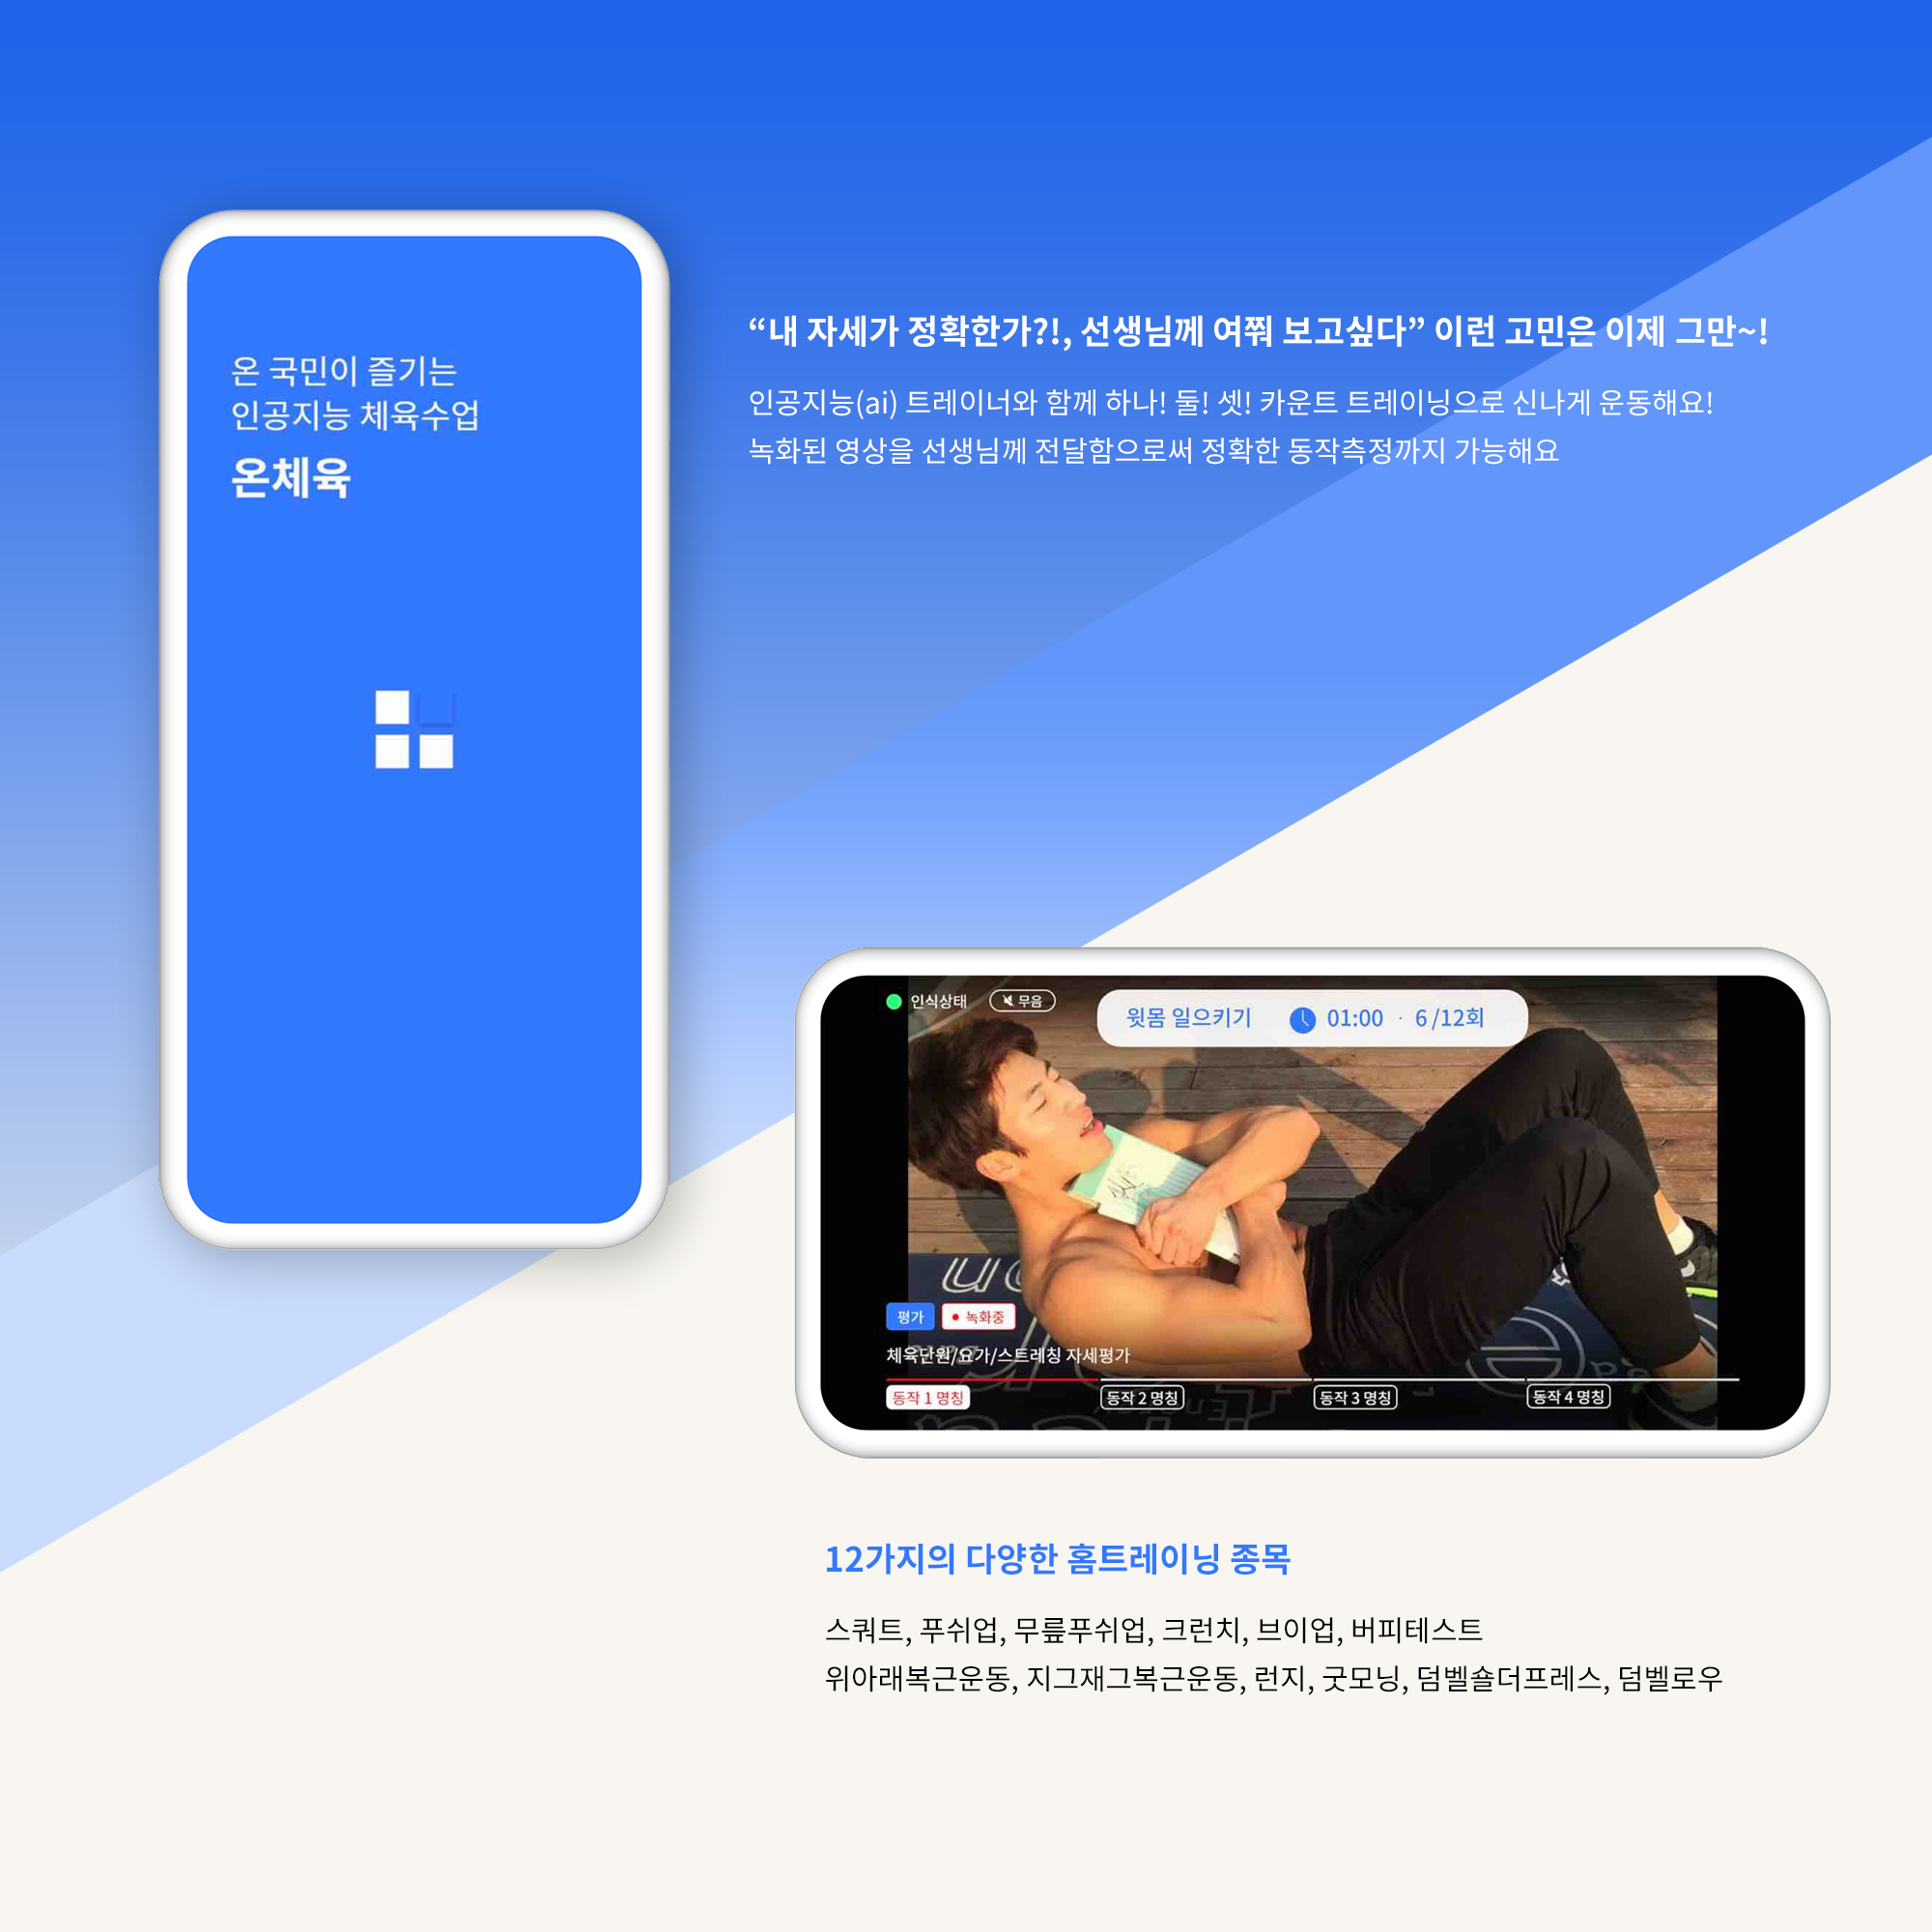 온 국민이 즐기는
인공지능 체육수업
온체육
“내 자세가 정확한가?!, 선생님께 여쭤 보고싶다” 이런 고민은 이제 그만~!
인공지능(ai) 트레이너와 함께 하나! 둘! 셋! 카운트 트레이닝으로 신나게 운동해요!
녹화된 영상을 선생님께 전달함으로써 정확한 동작측정까지 가능해요
인식상태 무음
윗몸 일으키기 01:00 · 6 /12회
평가 녹화중
체육단원/요가/스트레칭 자세평가
동작 1 명칭 동작 2 명칭 동작 3 명칭 동작 4 명칭
12가지의 다양한 홈트레이닝 종목
스쿼트, 푸쉬업, 무릎푸쉬업, 크런치, 브이업, 버피테스트
위아래복근운동, 지그재그복근운동, 런지, 굿모닝, 덤벨숄더프레스, 덤벨로우